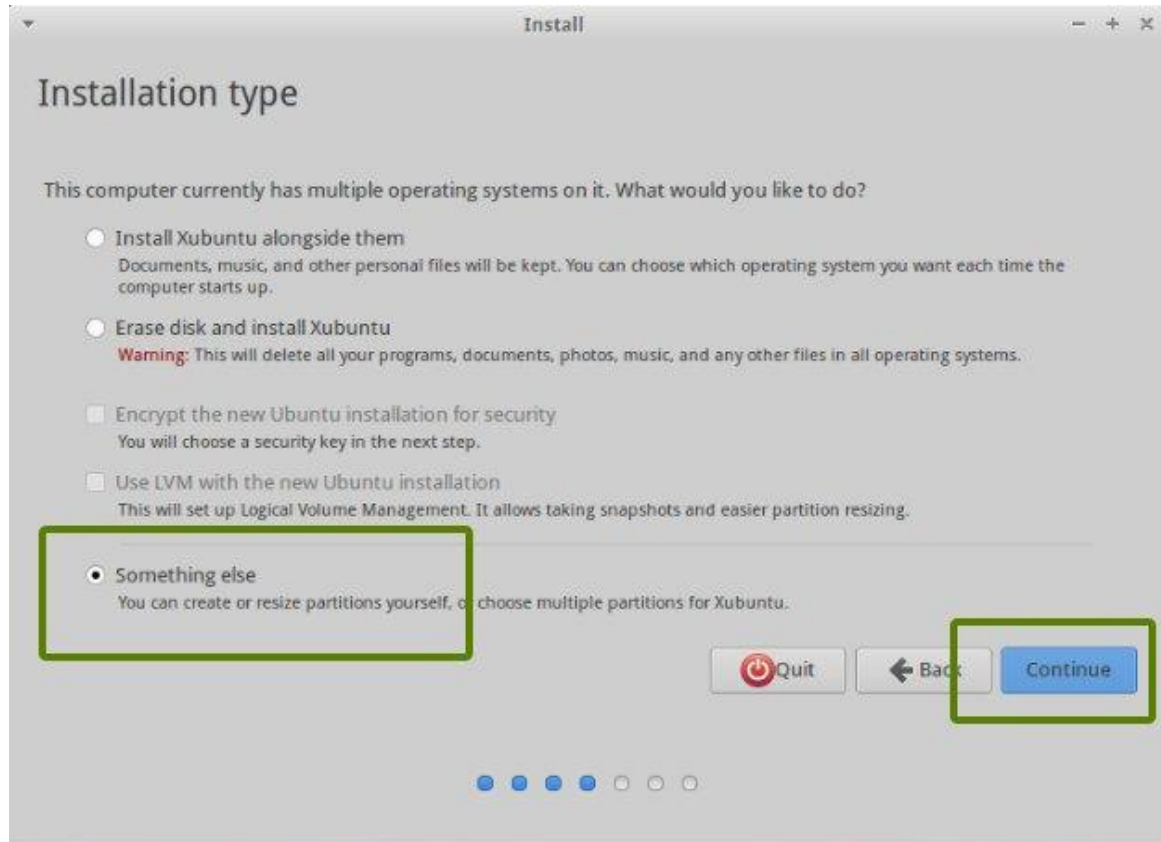 Install
Installation type
This computer currently has multiple operating systems on it. What would you like to do?
Install Xubuntu alongside them
Documents, music, and other personal files will be kept. You can choose which operating system you want each time the
computer starts up.
Erase disk and install Xubuntu
Warning: This will delete all your programs, documents, photos, music, and any other files in all operating systems.
Encrypt the new Ubuntu installation for security
You will choose a security key in the next step.
Use LVM with the new Ubuntu installation
This will set up Logical Volume Management. It allows taking snapshots and easier partition resizing.
Something else
You can create or resize partitions yourself, or choose multiple partitions for Xubuntu.
Quit Back Continue